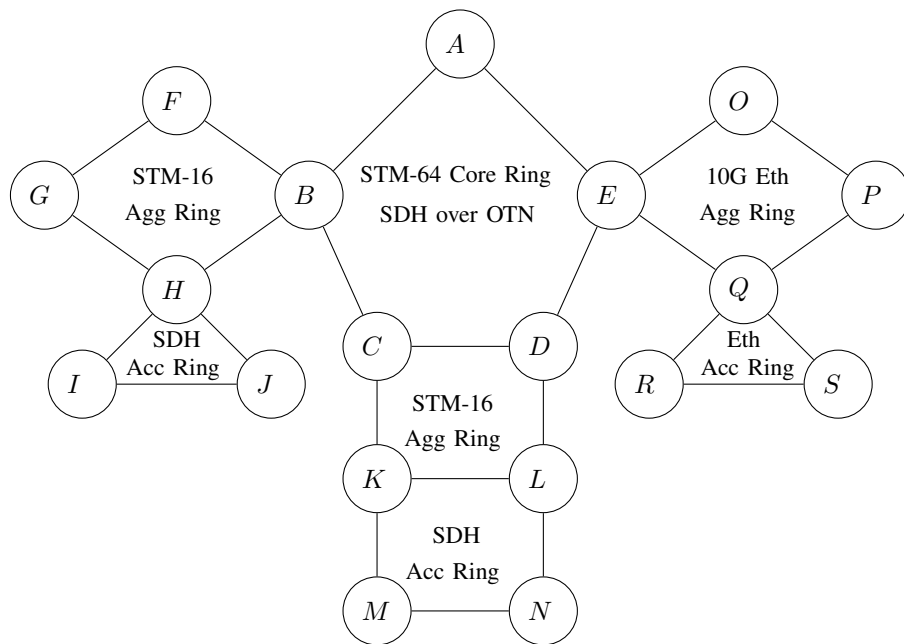 A
F
O
STM-16
Agg Ring
STM-64 Core Ring
SDH over OTN
10G Eth
Agg Ring
G
B
E
P
H
Q
SDH
Acc Ring
Eth
Acc Ring
I
J
C
D
R
S
STM-16
Agg Ring
K
L
SDH
Acc Ring
M
N